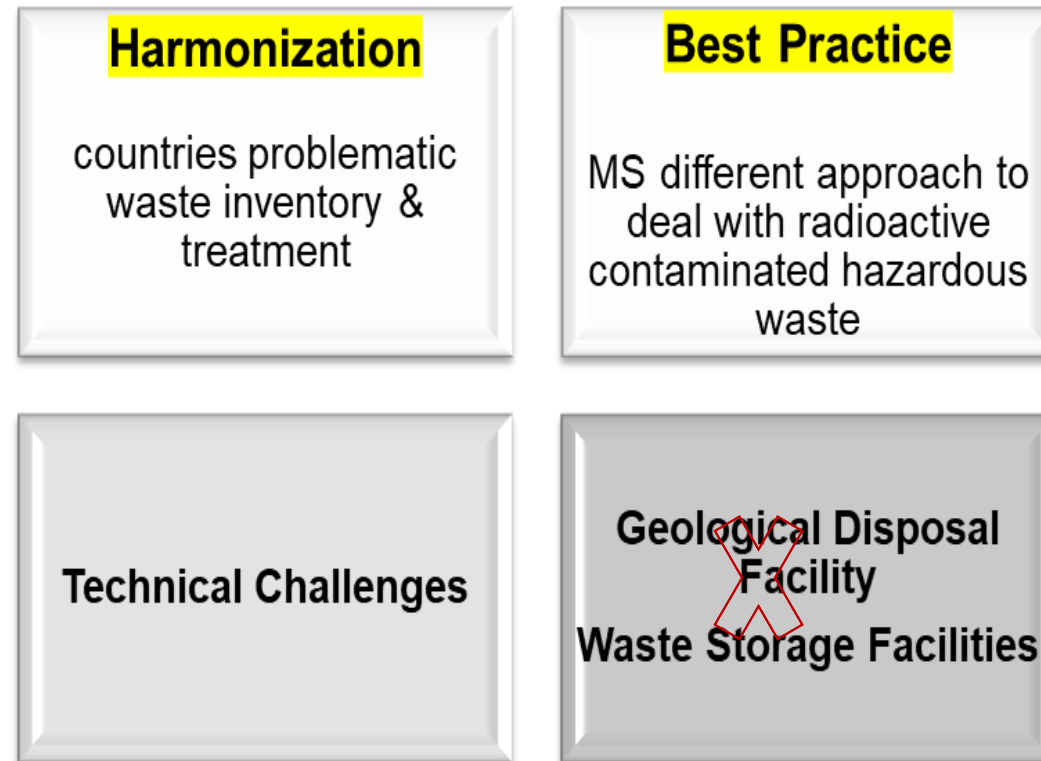 Harmonization
countries problematic
waste inventory &
treatment
Best Practice
MS different approach to
deal with radioactive
contaminated hazardous
waste
Technical Challenges
Geological Disposal
Facility
Waste Storage Facilities